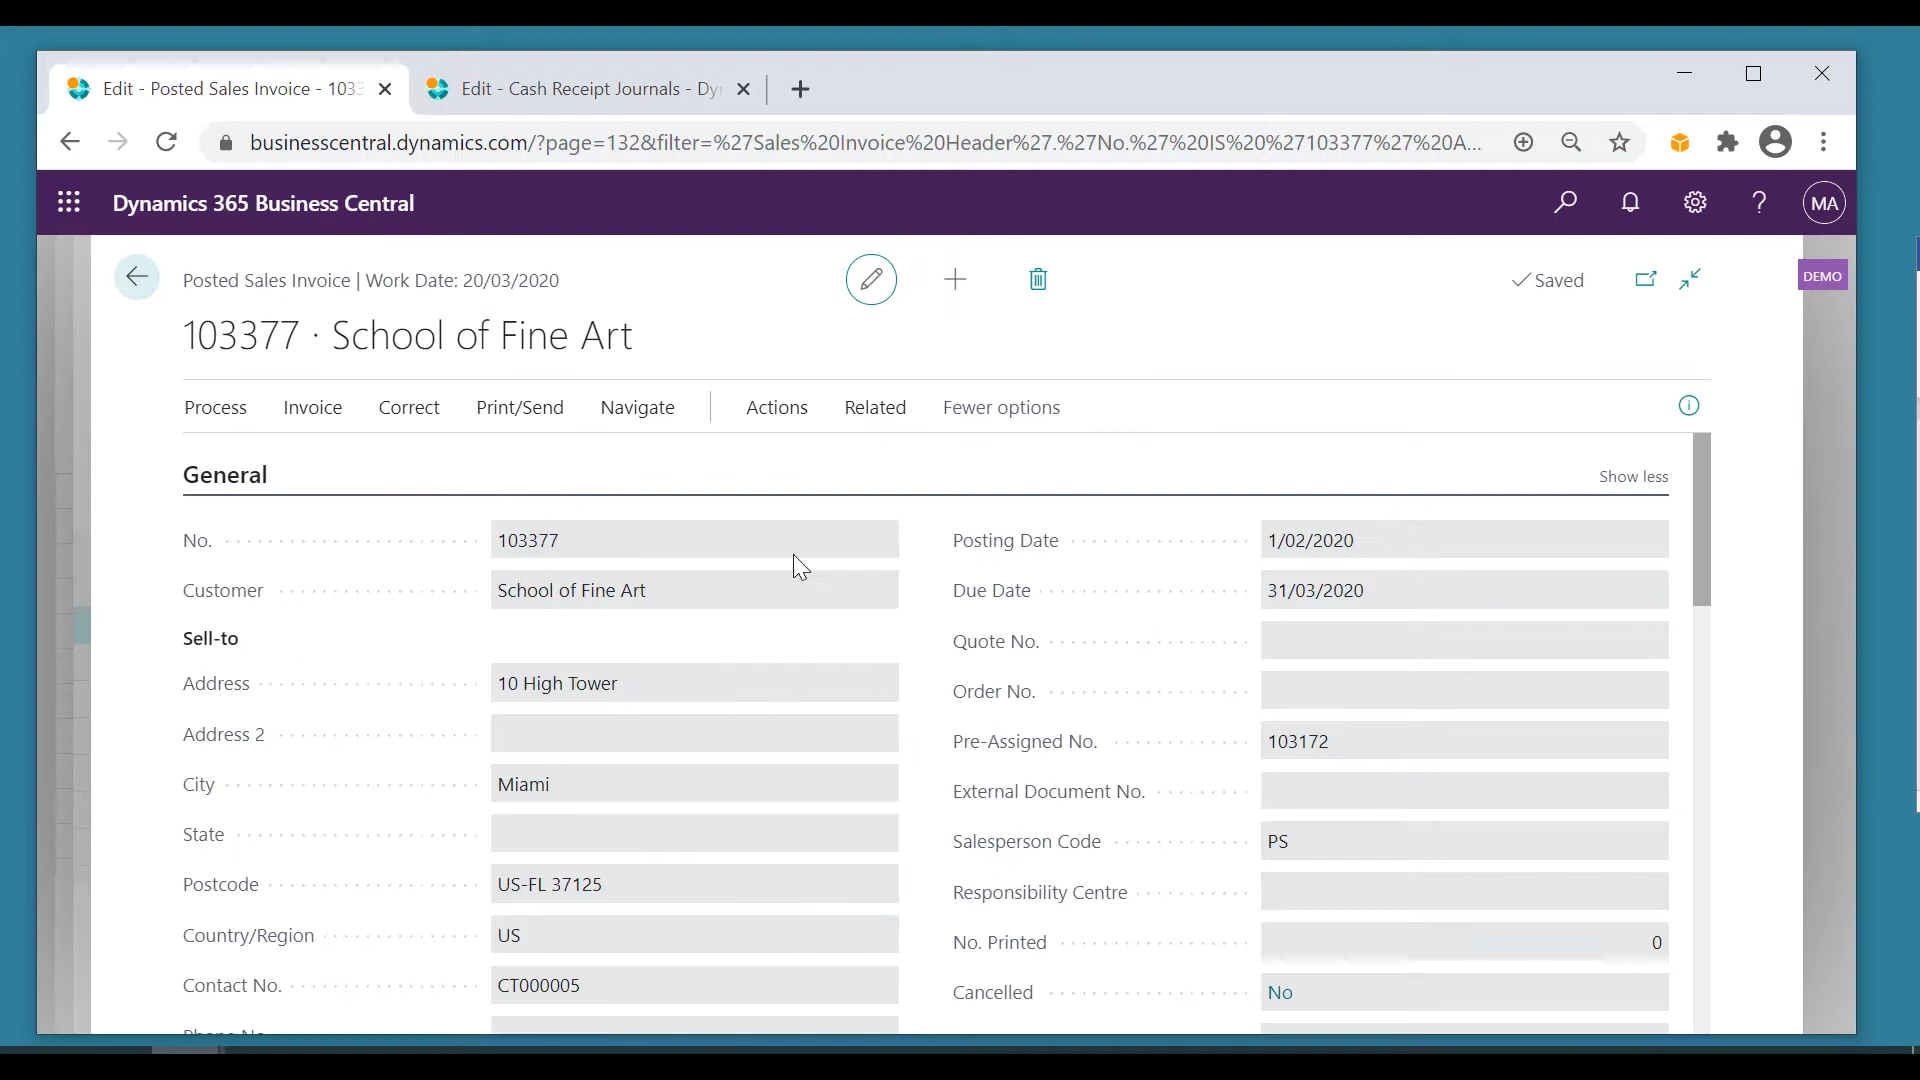 Edit - Posted Sales Invoice - 1033
Edit - Cash Receipt Journals - Dy
businesscentral.dynamics.com/?page=132&filter=%27Sales%20Invoice%20Header%27.%27No.%27%20IS%20%27103377%27%20A...
Dynamics 365 Business Central
MA
Posted Sales Invoice | Work Date: 20/03/2020
Saved
DEMO
103377 · School of Fine Art
Process Invoice Correct Print/Send Navigate Actions Related Fewer options
General
Show less
No. 103377
Customer School of Fine Art
Sell-to
Address 10 High Tower
Address 2
City Miami
State
Postcode US-FL 37125
Country/Region US
Contact No. CT000005
Phone No.
Posting Date 1/02/2020
Due Date 31/03/2020
Quote No.
Order No.
Pre-Assigned No. 103172
External Document No.
Salesperson Code PS
Responsibility Centre
No. Printed 0
Cancelled No